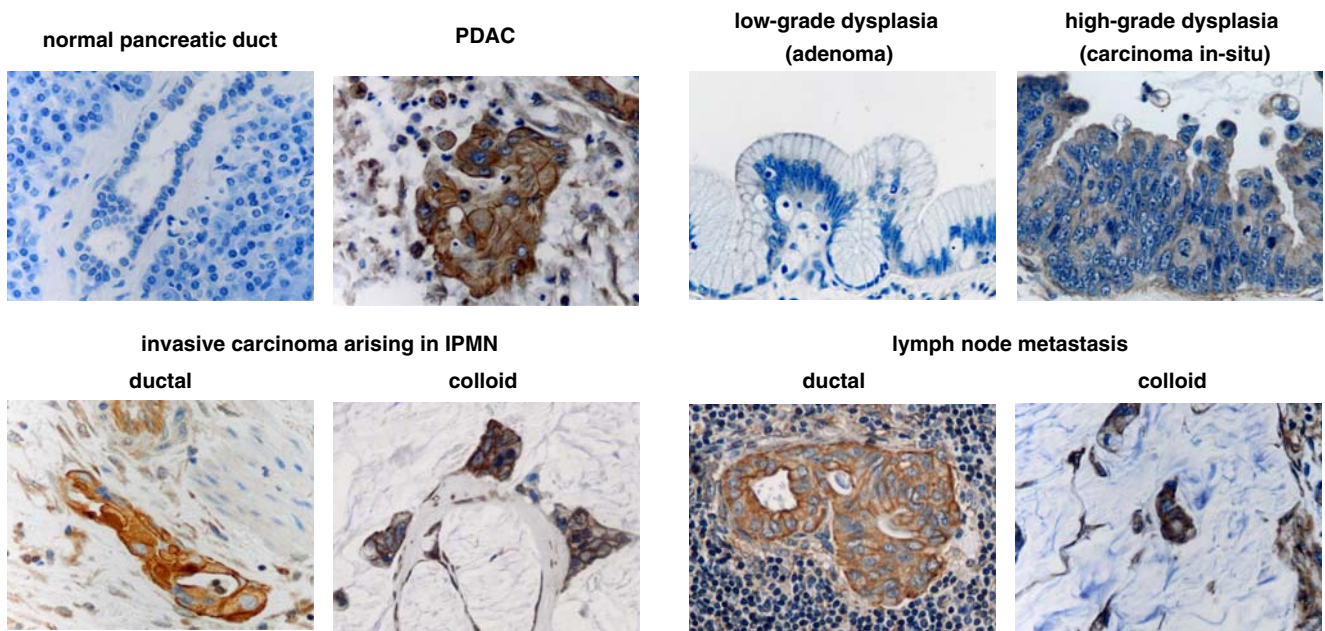 normal pancreatic duct
PDAC
low-grade dysplasia
(adenoma)
high-grade dysplasia
(carcinoma in-situ)
invasive carcinoma arising in IPMN
ductal
colloid
lymph node metastasis
ductal
colloid